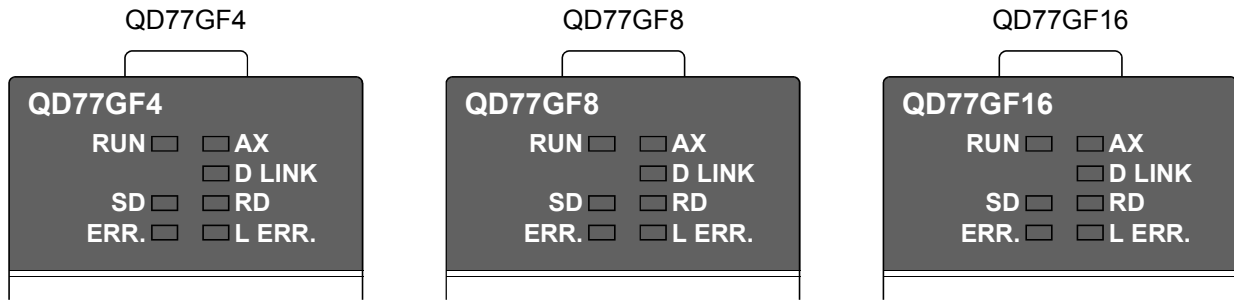 QD77GF4 QD77GF8 QD77GF16
QD77GF4 QD77GF8 QD77GF16
RUN AX RUN AX RUN AX
D LINK D LINK D LINK
SD RD SD RD SD RD
ERR. L ERR. ERR. L ERR. ERR. L ERR.